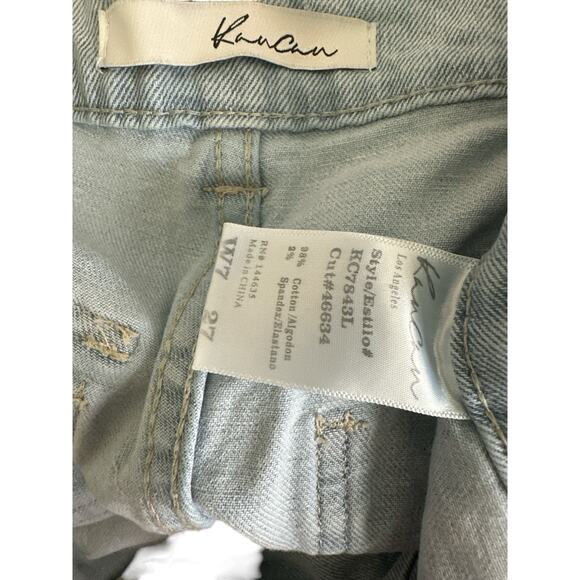 KanCan
KanCan
Los Angeles
Style/Estilo#
KC7843L
Cut#46634
98% Cotton/Algodon
2% Spandex/Elastano
RN# 144635
Made in CHINA
W7 27